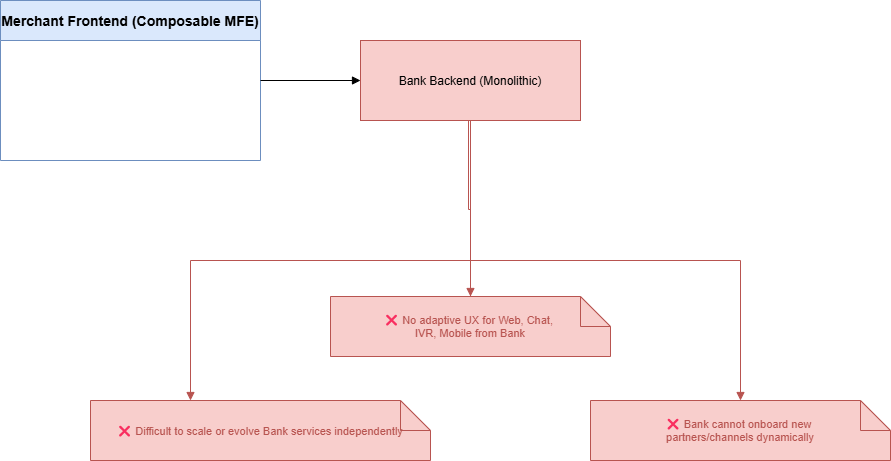 Merchant Frontend (Composable MFE)
Bank Backend (Monolithic)
❌ No adaptive UX for Web, Chat,
IVR, Mobile from Bank
❌ Difficult to scale or evolve Bank services independently
❌ Bank cannot onboard new
partners/channels dynamically